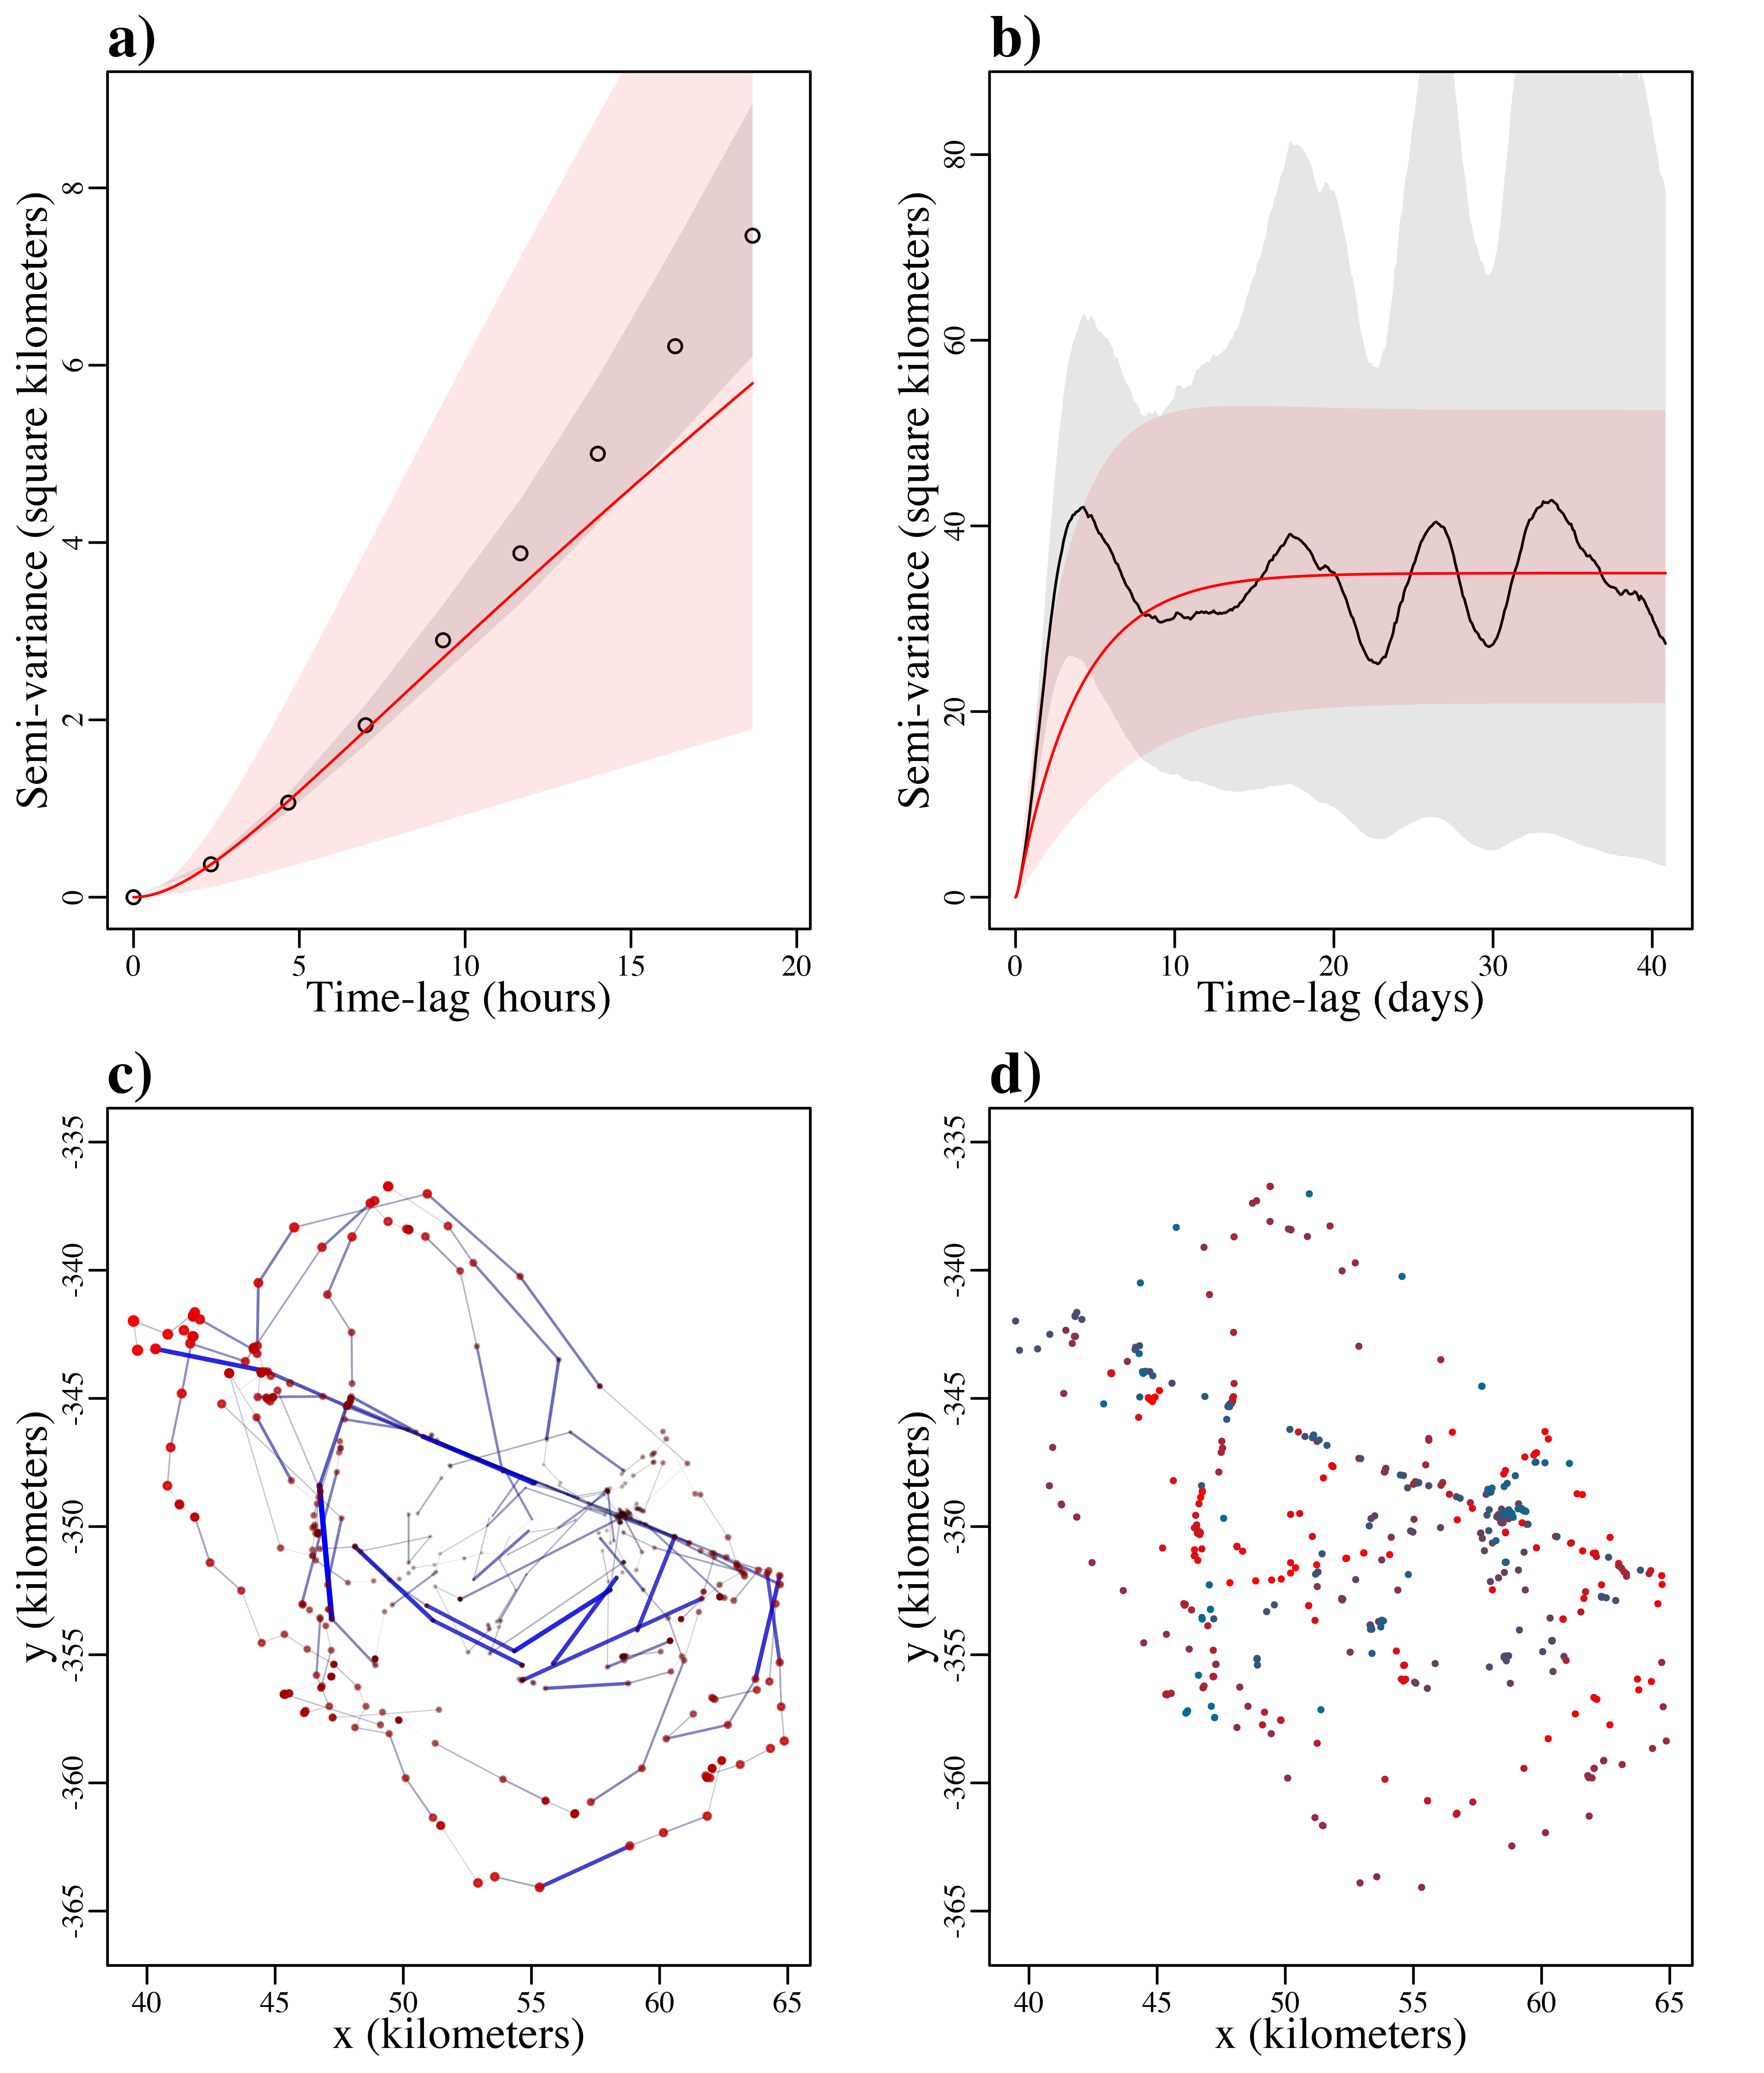 a)
Semi-variance (square kilometers)
8
6
4
2
0
0 5 10 15 20
Time-lag (hours)
b)
Semi-variance (square kilometers)
80
60
40
20
0
0 10 20 30 40
Time-lag (days)
c)
y (kilometers)
-335
-340
-345
-350
-355
-360
-365
40 45 50 55 60 65
x (kilometers)
d)
y (kilometers)
-335
-340
-345
-350
-355
-360
-365
40 45 50 55 60 65
x (kilometers)